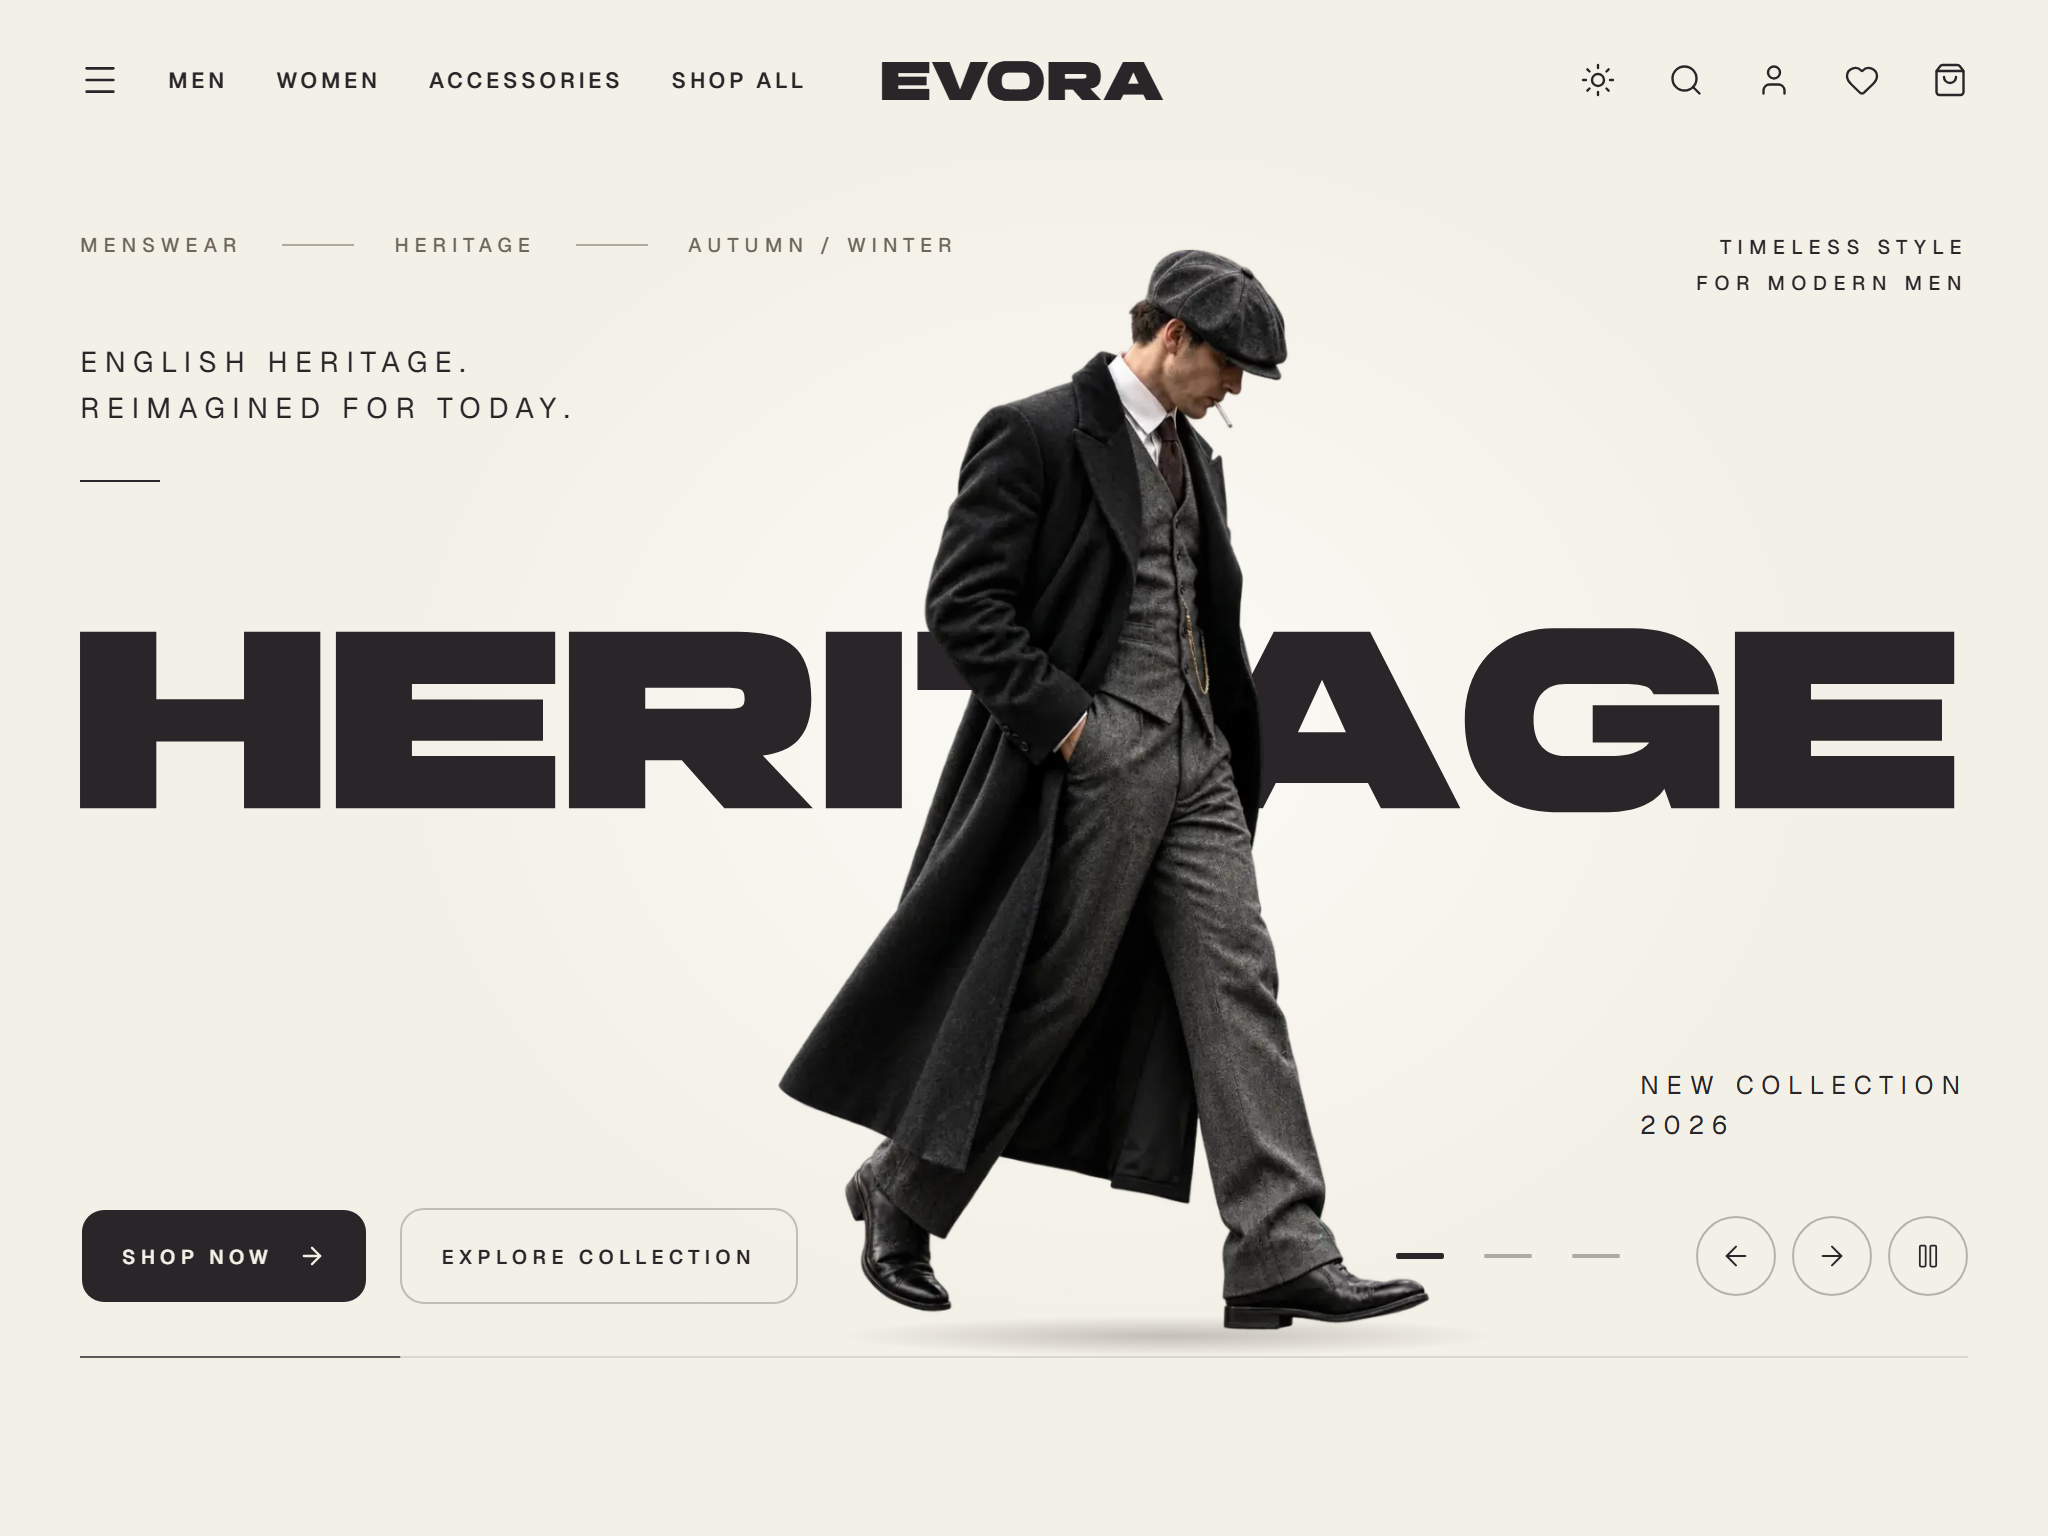 MEN WOMEN ACCESSORIES SHOP ALL EVORA
MENSWEAR HERITAGE AUTUMN / WINTER
TIMELESS STYLE
FOR MODERN MEN
ENGLISH HERITAGE.
REIMAGINED FOR TODAY.
HERITAGE
NEW COLLECTION
2026
SHOP NOW EXPLORE COLLECTION